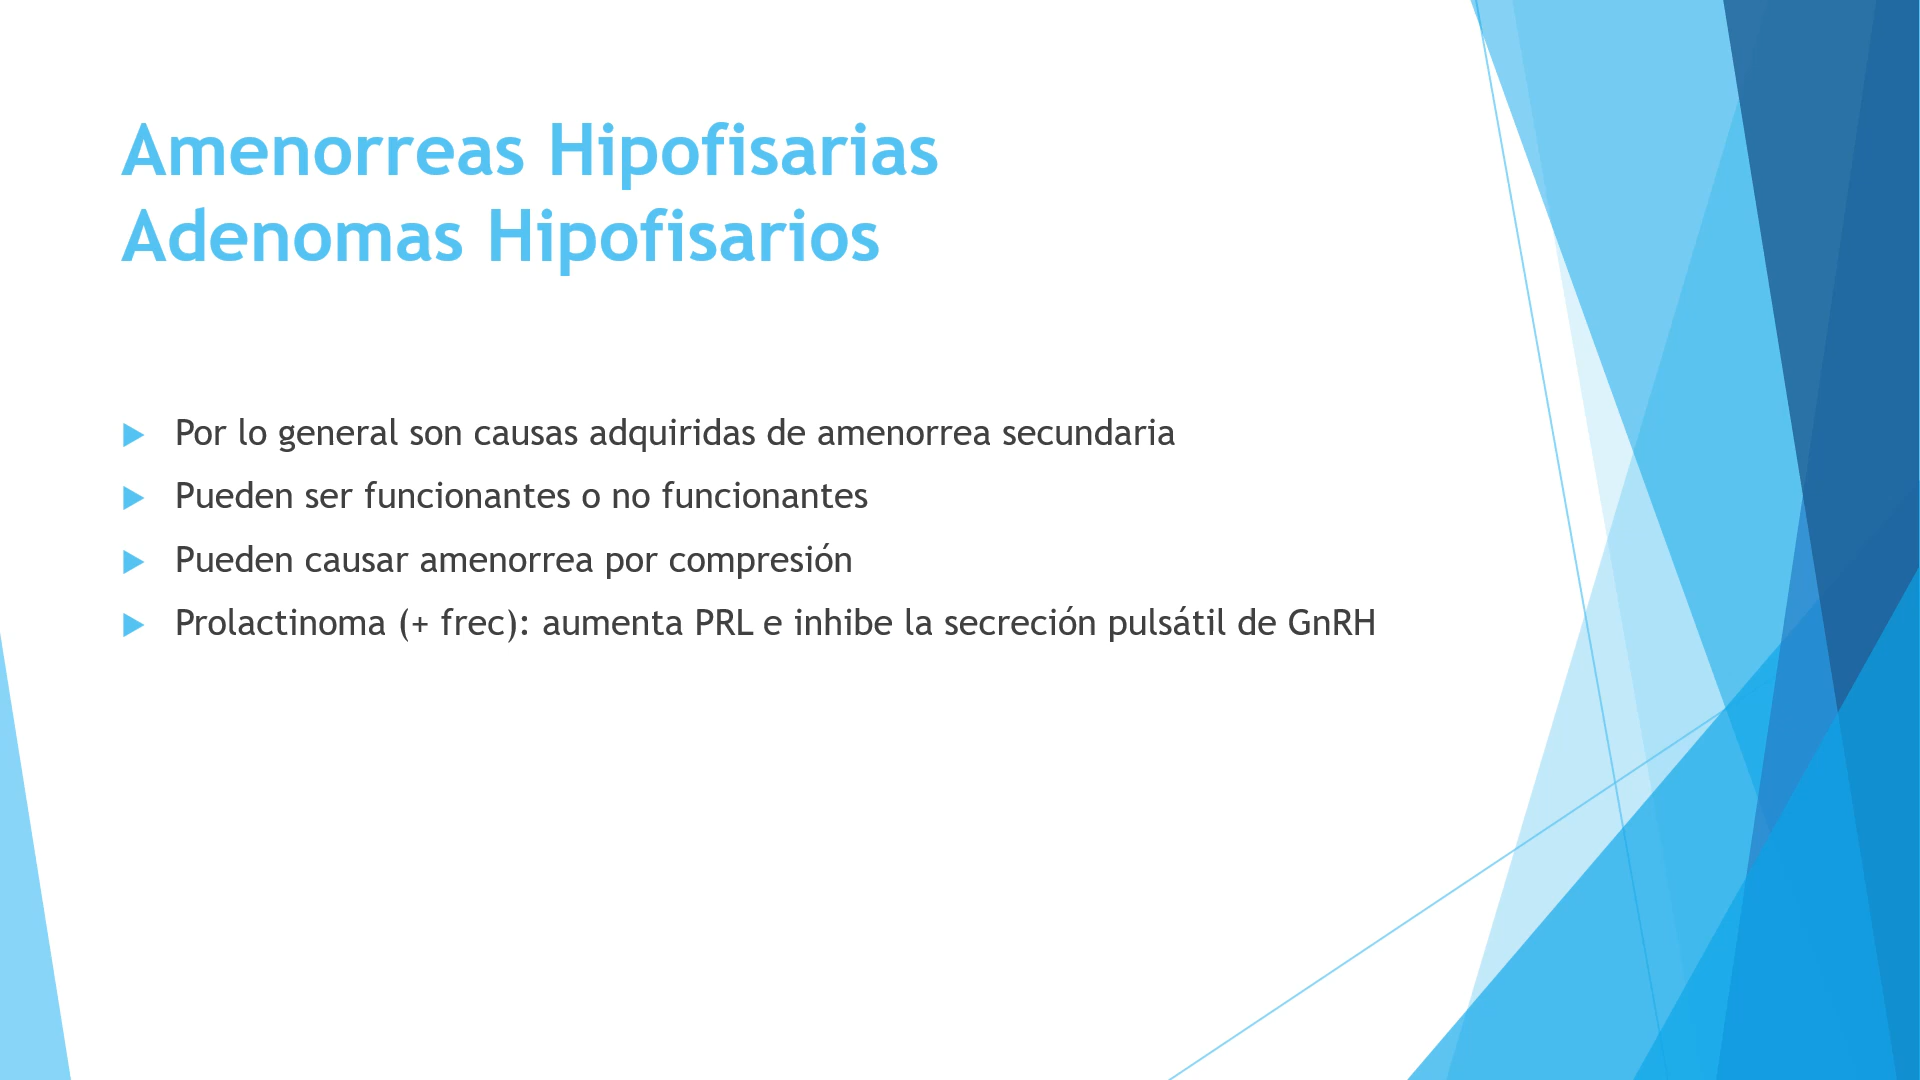 Amenorreas Hipofisarias
Adenomas Hipofisarios
Por lo general son causas adquiridas de amenorrea secundaria
Pueden ser funcionantes o no funcionantes
Pueden causar amenorrea por compresión
Prolactinoma (+ frec): aumenta PRL e inhibe la secreción pulsátil de GnRH